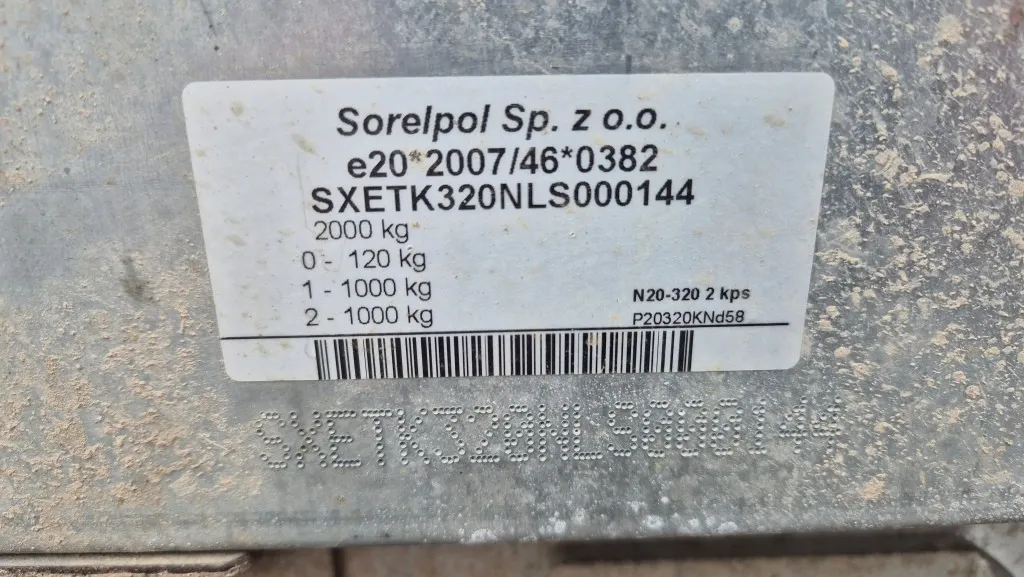 Sorelpol Sp. z o.o.
e20*2007/46*0382
SXETK320NLS000144
2000 kg
0 - 120 kg
1 - 1000 kg
2 - 1000 kg
N20-320 2 kps
P20320KNd58
SXETK320NLS000144